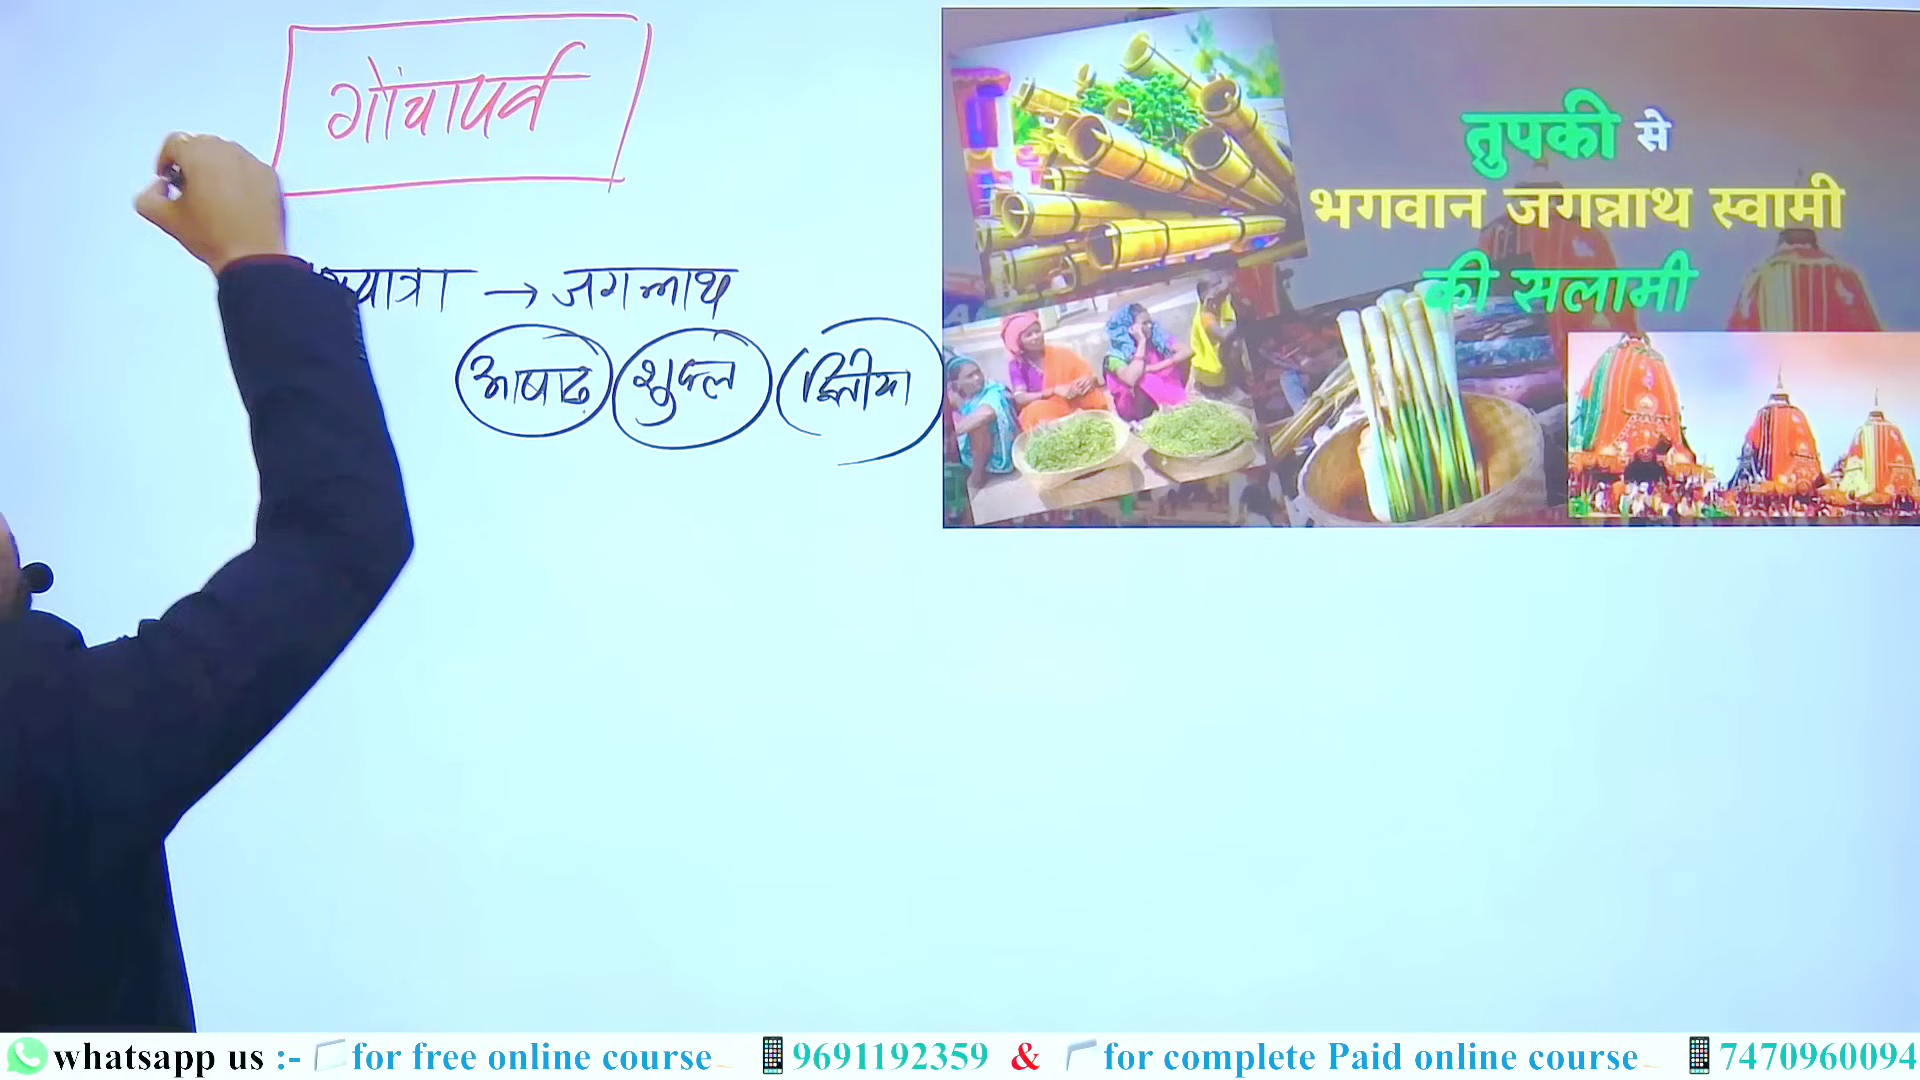 गोंचापर्व
यात्रा → जगन्नाथ
आषाढ़ शुक्ल द्वितीया
तुपकी से
भगवान जगन्नाथ स्वामी
की सलामी
whatsapp us :- for free online course 9691192359 & for complete Paid online course 7470960094